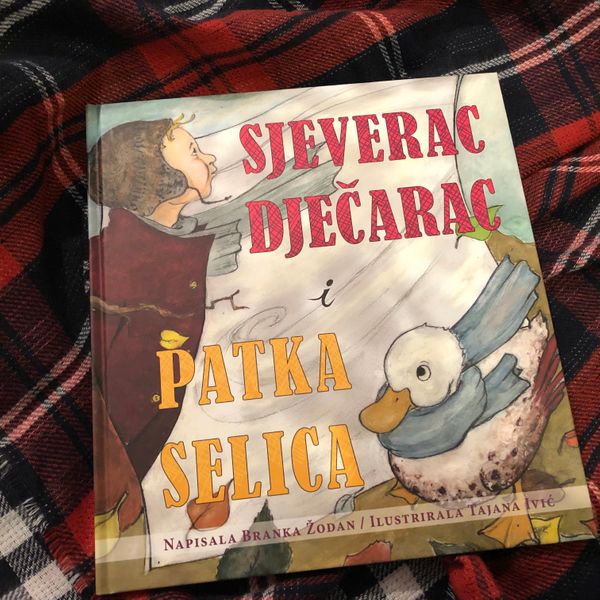 SJEVERAC
DJEČARAC
i
PATKA
SELICA
NAPISALA BRANKA ŽODAN / ILUSTRIRALA TAJANA IVIĆ